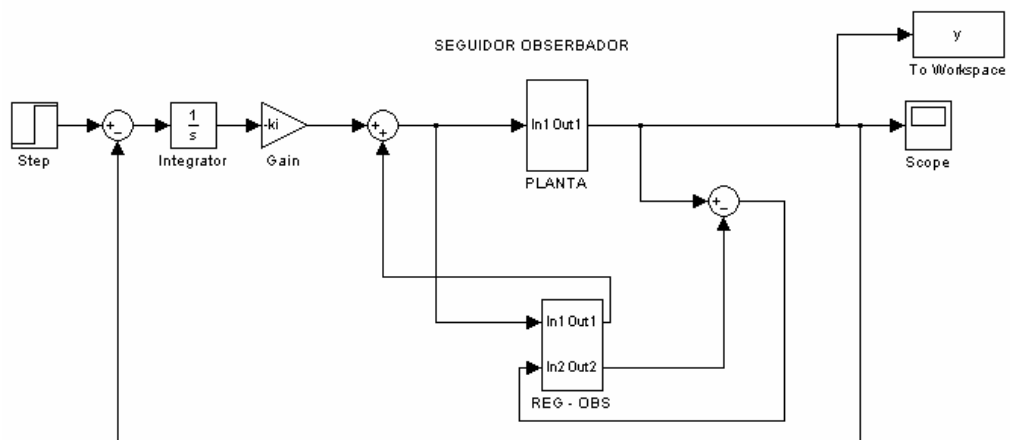 SEGUIDOR OBSERBADOR
y
To Workspace
+
−
1
s
-ki
+
+
In1 Out1
Step
Integrator
Gain
PLANTA
Scope
+
−
In1 Out1
In2 Out2
REG - OBS